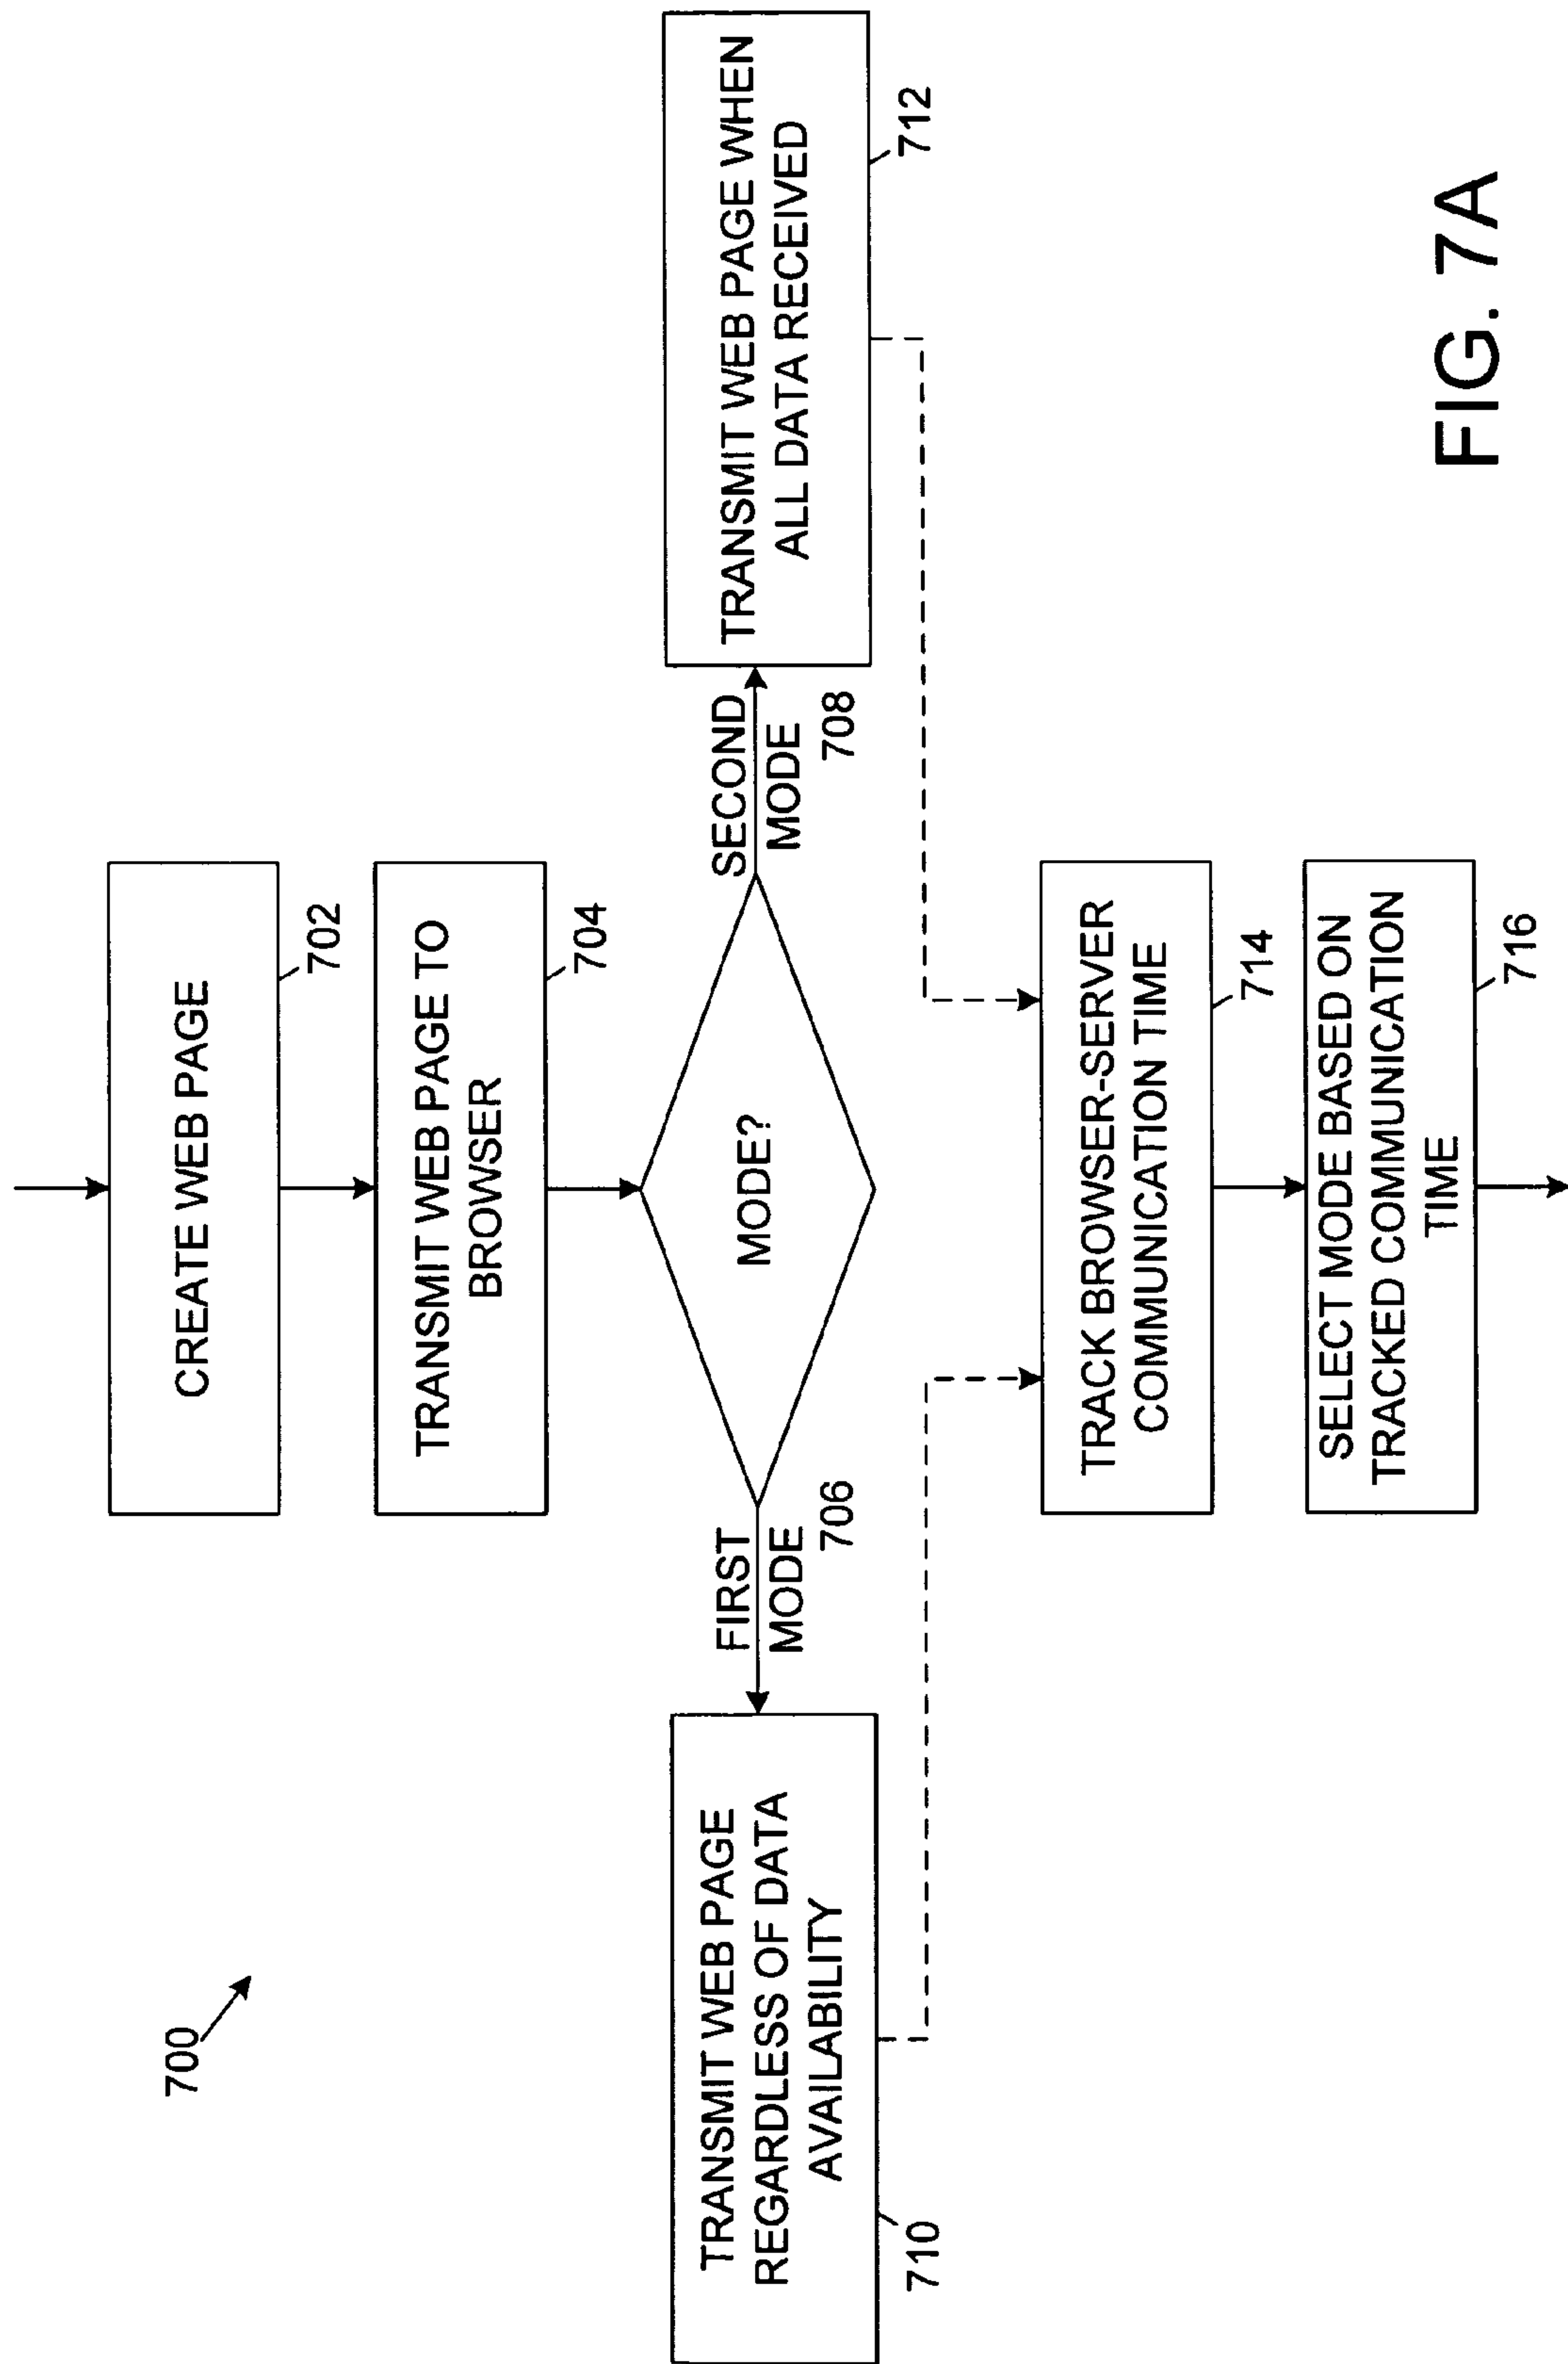 700
CREATE WEB PAGE
702
TRANSMIT WEB PAGE TO
BROWSER
704
MODE?
FIRST
MODE
706
SECOND
MODE
708
TRANSMIT WEB PAGE
REGARDLESS OF DATA
AVAILABILITY
710
TRANSMIT WEB PAGE WHEN
ALL DATA RECEIVED
712
TRACK BROWSER-SERVER
COMMUNICATION TIME
714
SELECT MODE BASED ON
TRACKED COMMUNICATION
TIME
716
FIG. 7A